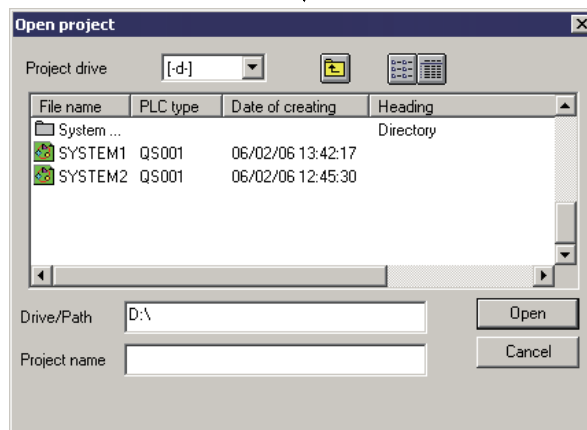 Open project
Project drive [-d-]
File name PLC type Date of creating Heading
System ... Directory
SYSTEM1 QS001 06/02/06 13:42:17
SYSTEM2 QS001 06/02/06 12:45:30
Drive/Path D:\ Open
Project name Cancel